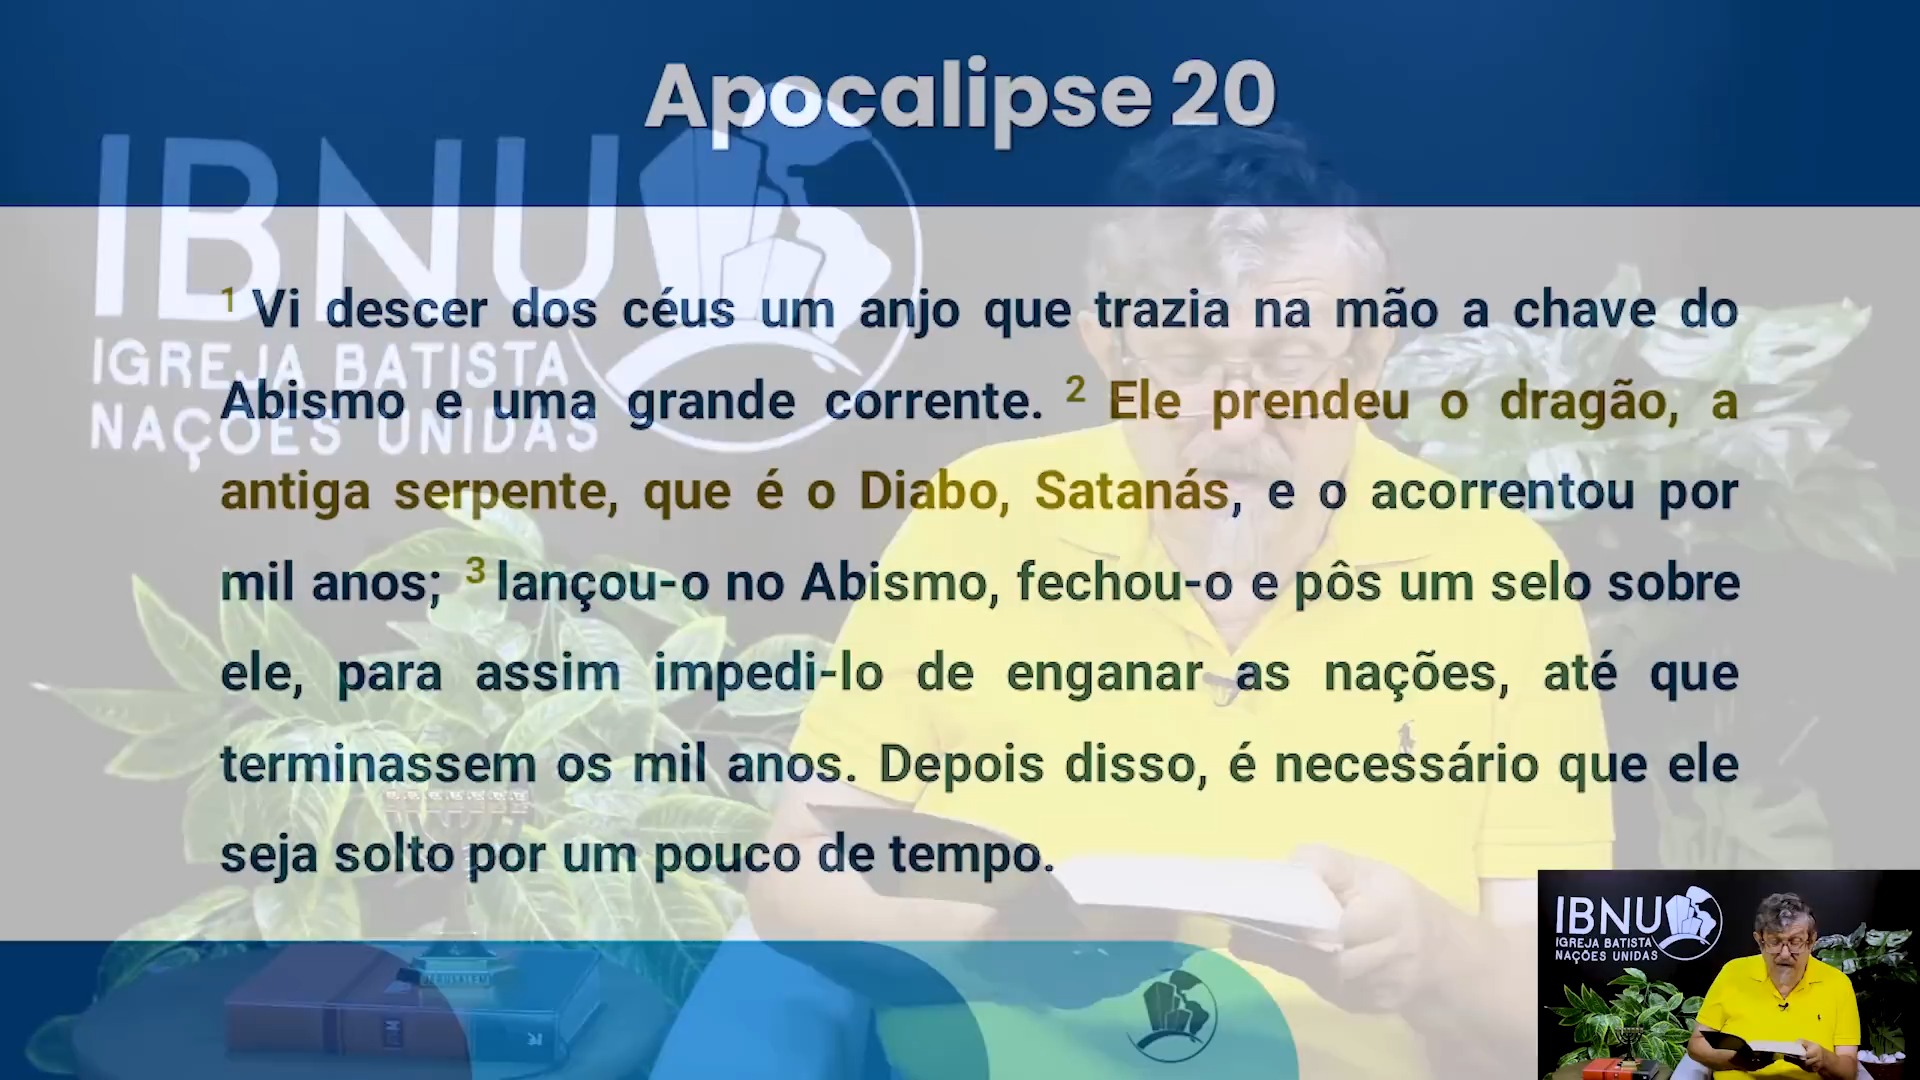 Apocalipse 20
IBNU
IGREJA BATISTA
NAÇÕES UNIDAS
1 Vi descer dos céus um anjo que trazia na mão a chave do
Abismo e uma grande corrente. 2 Ele prendeu o dragão, a
antiga serpente, que é o Diabo, Satanás, e o acorrentou por
mil anos; 3 lançou-o no Abismo, fechou-o e pôs um selo sobre
ele, para assim impedi-lo de enganar as nações, até que
terminassem os mil anos. Depois disso, é necessário que ele
seja solto por um pouco de tempo.
JERUSALEM
IBNU
IGREJA BATISTA
NAÇÕES UNIDAS